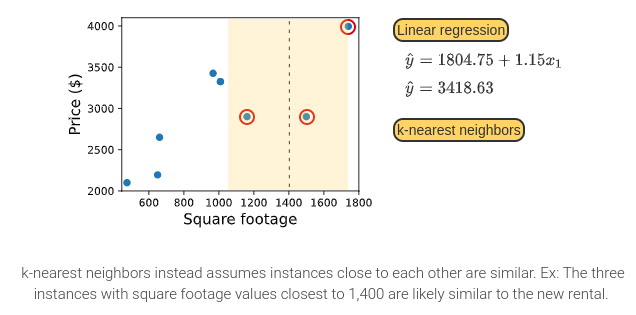 4000
3500
3000
2500
2000
Price ($)
600 800 1000 1200 1400 1600 1800
Square footage
Linear regression
ŷ = 1804.75 + 1.15x₁
ŷ = 3418.63
k-nearest neighbors
k-nearest neighbors instead assumes instances close to each other are similar. Ex: The three
instances with square footage values closest to 1,400 are likely similar to the new rental.